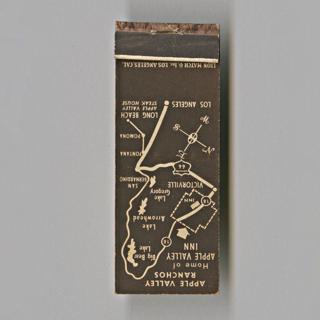 APPLE VALLEY
RANCHOS
Home of
APPLE VALLEY
INN
18
Big Bear
Lake
Lake
Arrowhead
18
INN
VICTORVILLE
Lake
Gregory
SAN
BERNARDINO
66
FONTANA
POMONA
LONG BEACH
APPLE VALLEY
STEAK HOUSE
LOS ANGELES
LION MATCH CO. Inc. LOS ANGELES CAL.